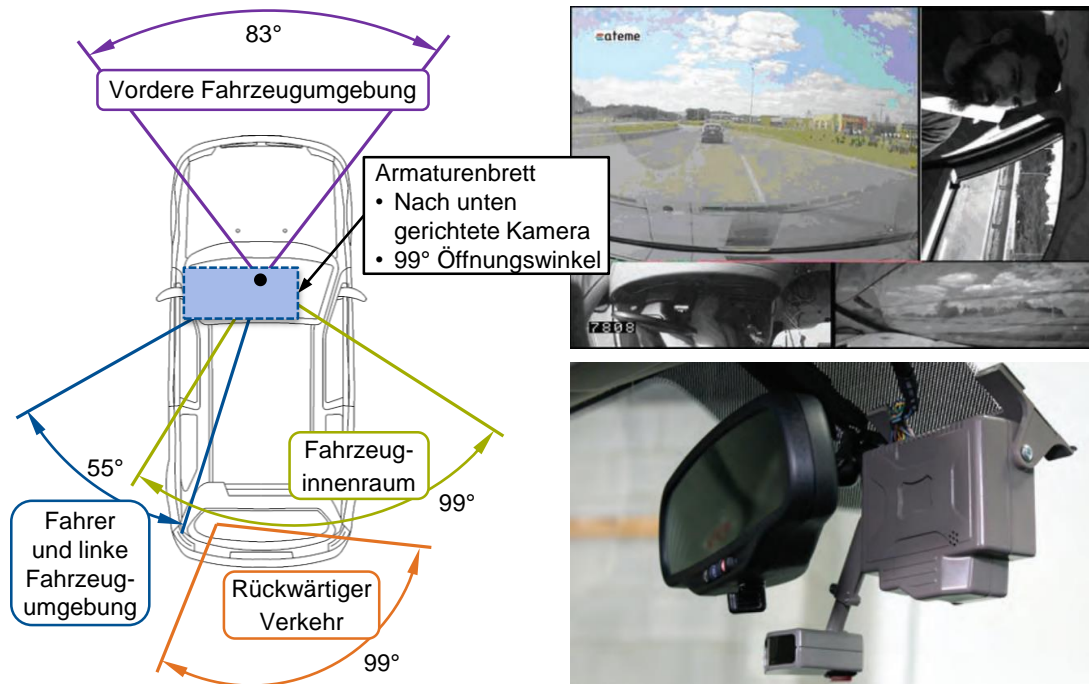 83°
Vordere Fahrzeugumgebung
Armaturenbrett
• Nach unten
gerichtete Kamera
• 99° Öffnungswinkel
55°
Fahrer
und linke
Fahrzeug-
umgebung
Fahrzeug-
innenraum
99°
Rückwärtiger
Verkehr
99°
ateme
7808